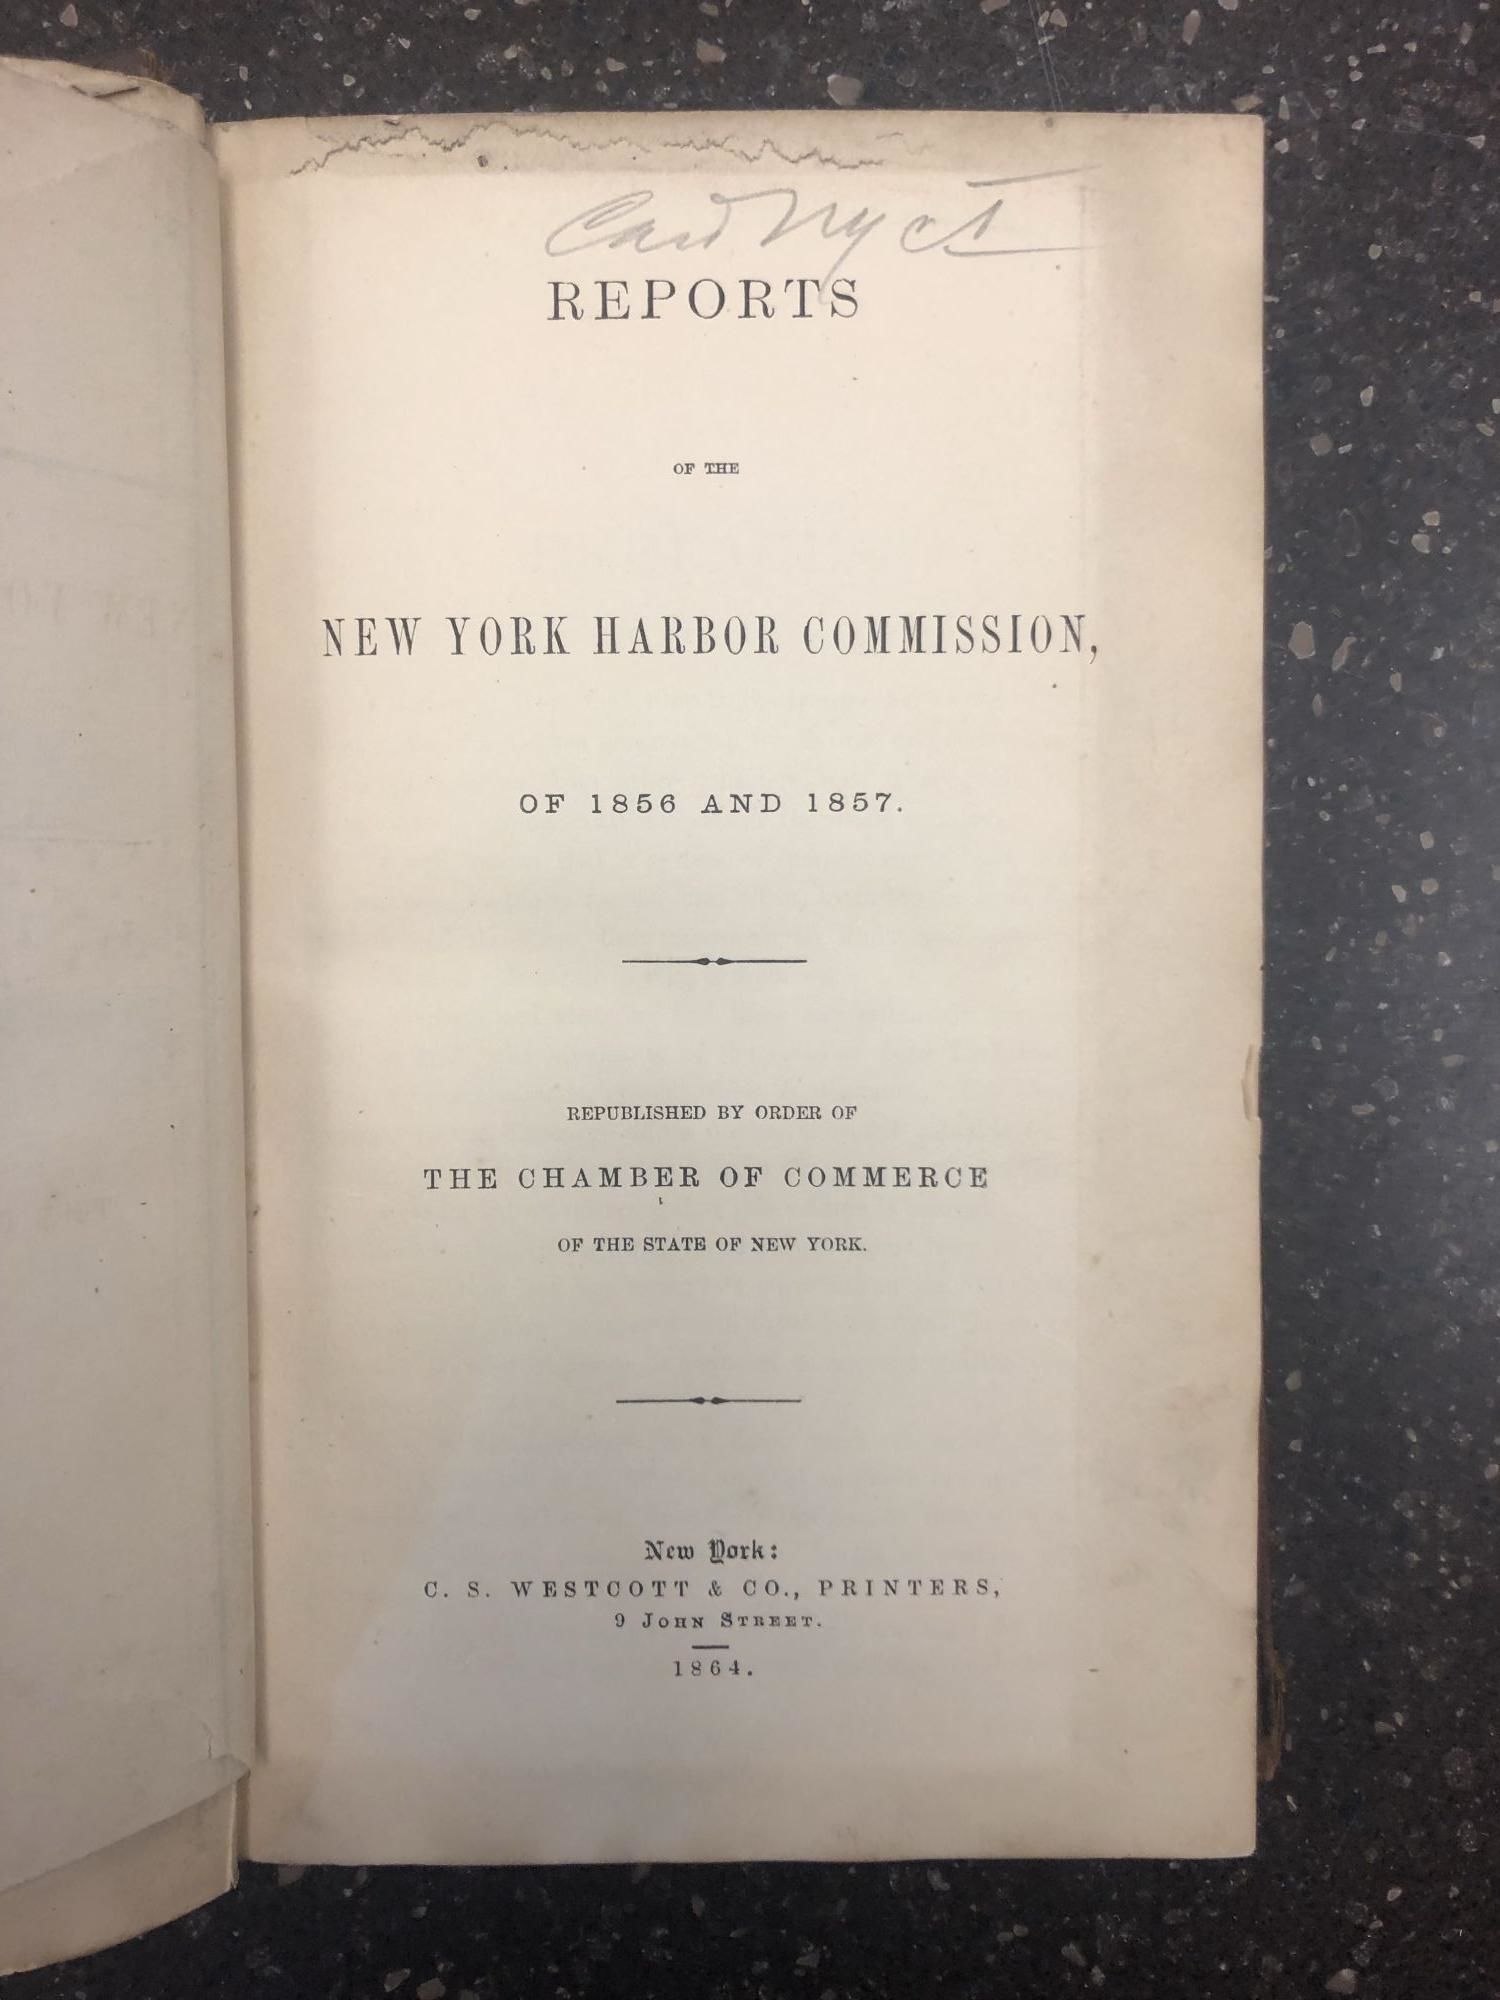 REPORTS
OF THE
NEW YORK HARBOR COMMISSION,
OF 1856 AND 1857.
REPUBLISHED BY ORDER OF
THE CHAMBER OF COMMERCE
OF THE STATE OF NEW YORK.
New York:
C. S. WESTCOTT & CO., PRINTERS,
9 JOHN STREET.
1864.